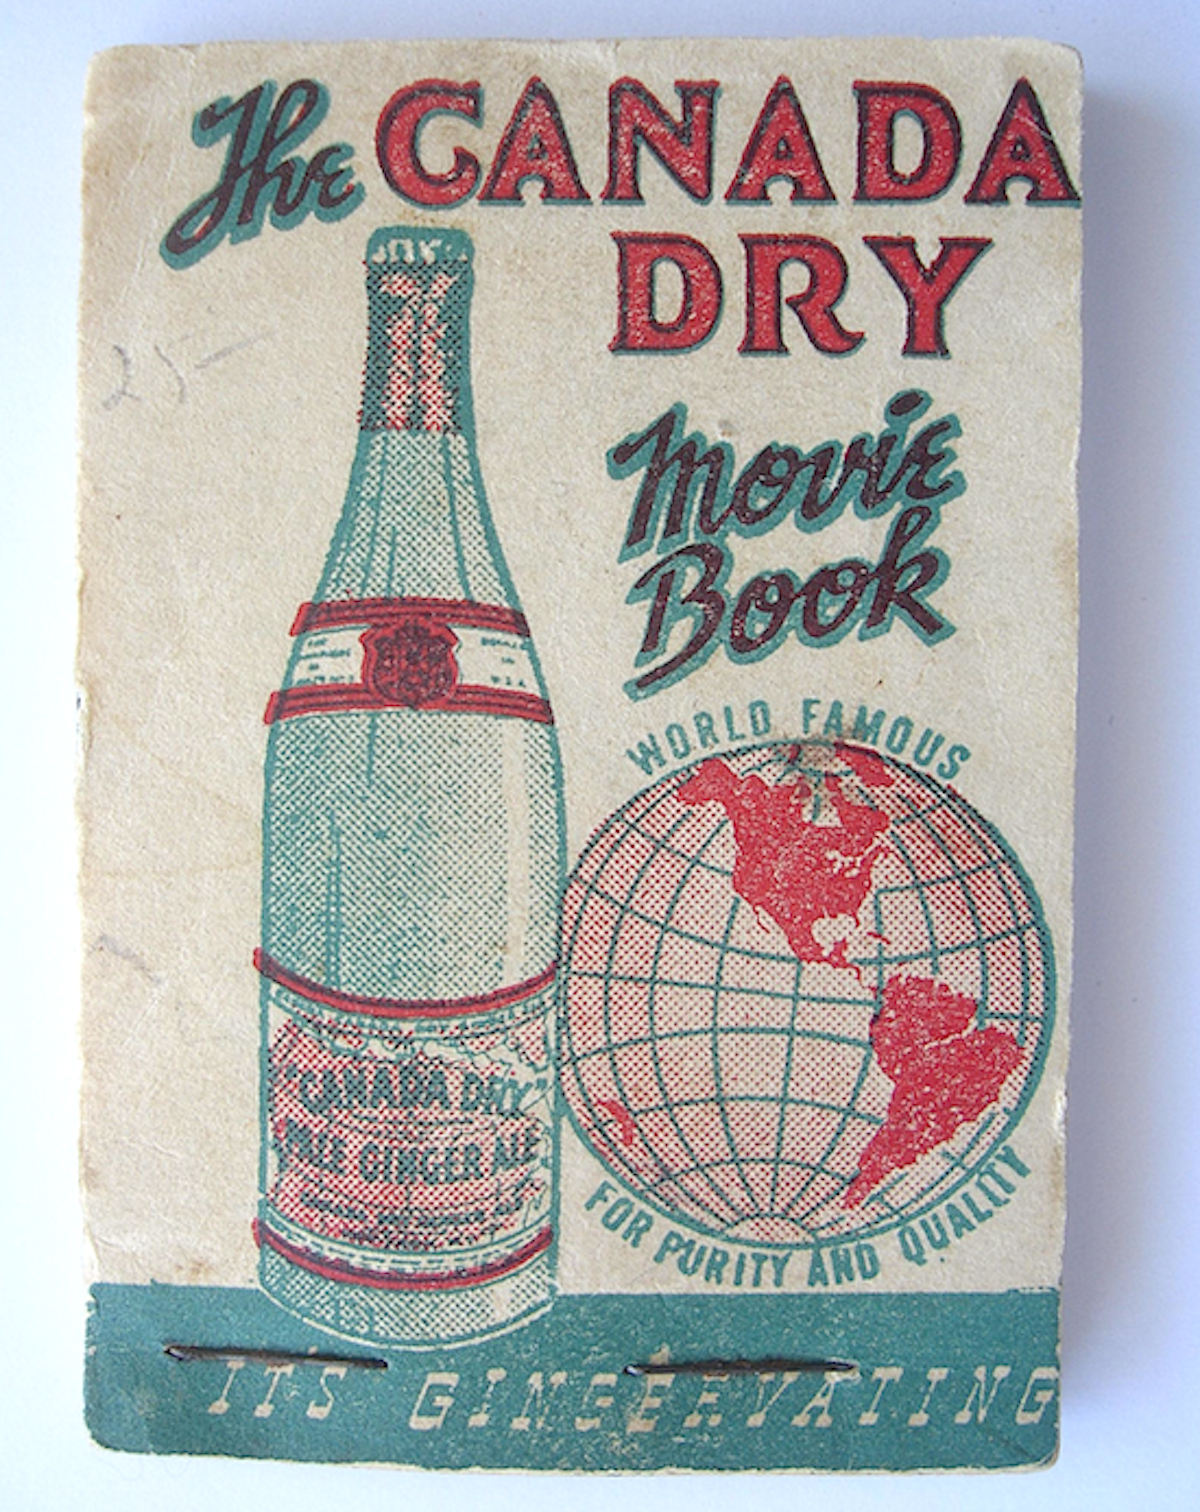 The CANADA
DRY
Movie
Book
25-
WORLD FAMOUS
U.S.A.
"CANADA DRY"
PALE GINGER ALE
FOR PURITY AND QUALITY
IT'S GINGERVATING